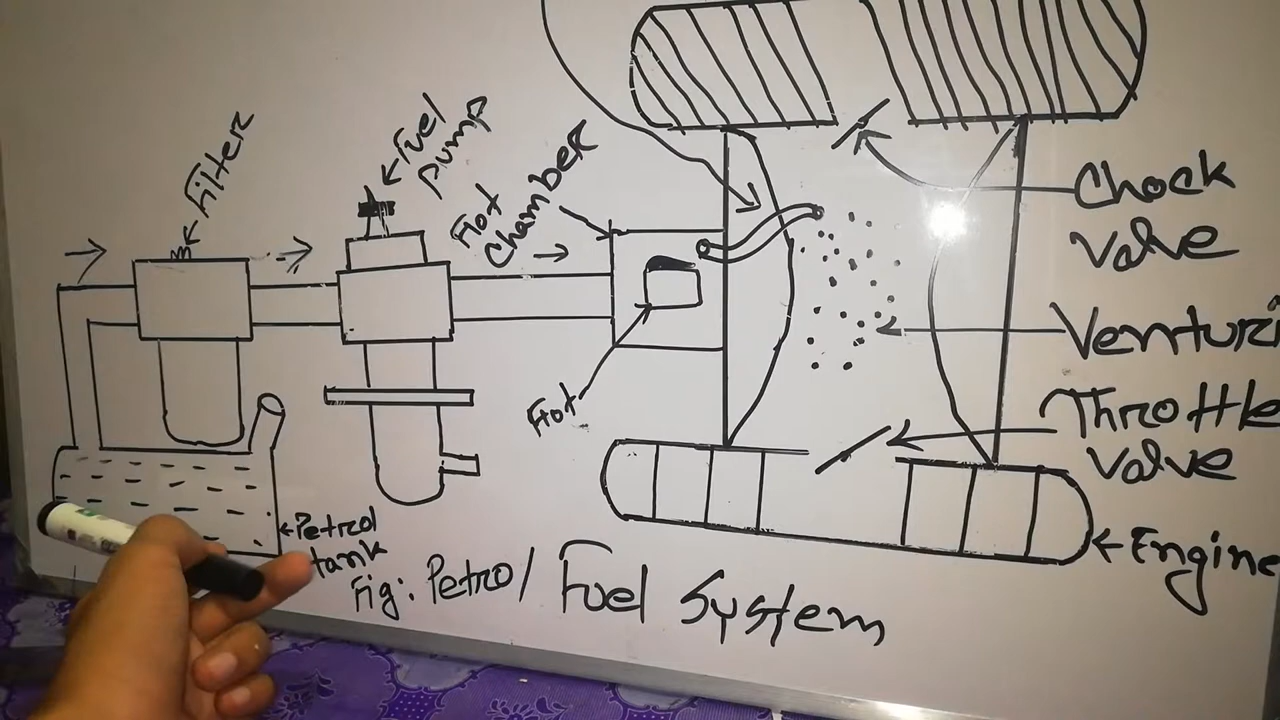 Filter
Fuel
Pump
Flot
Chamber
Flot
Chock
Valve
Venturi
Throttle
Valve
Engine
Petrol
tank
Fig: Petrol Fuel System